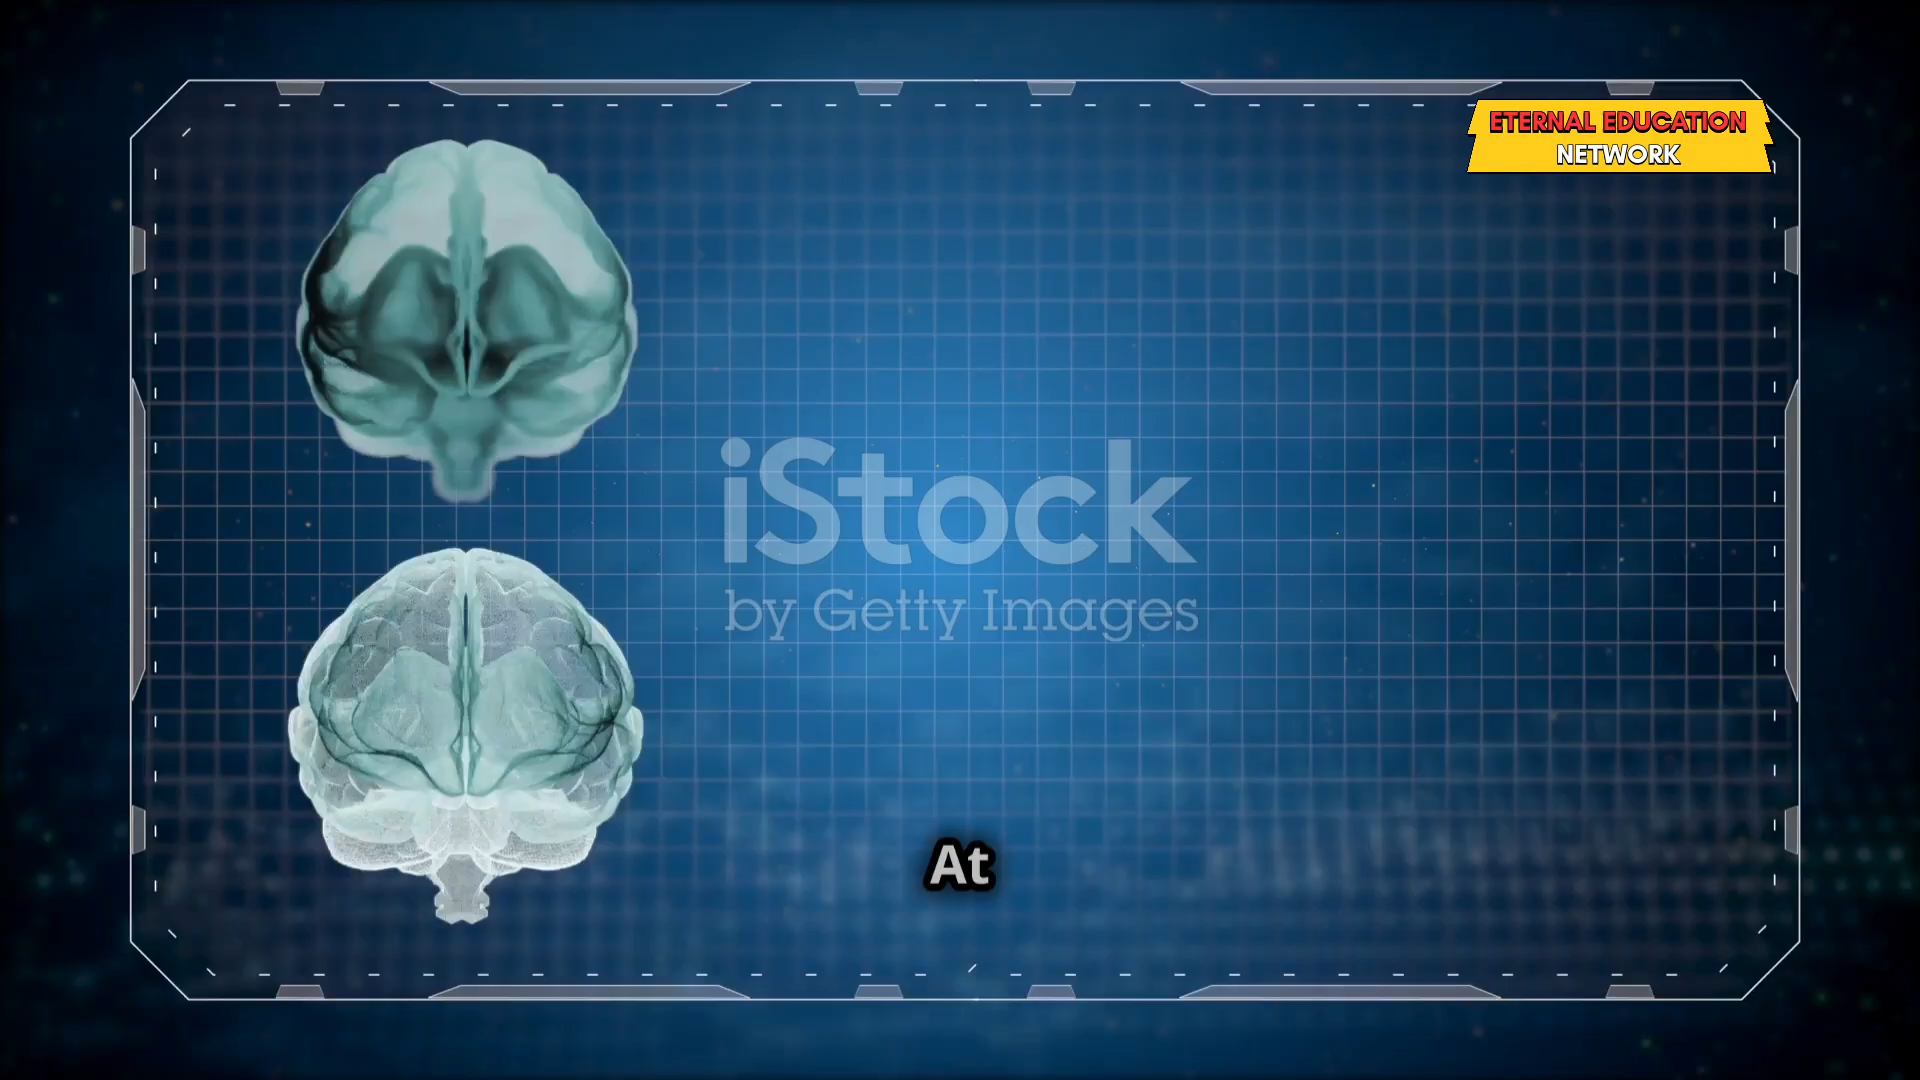 ETERNAL EDUCATION
NETWORK
iStock
by Getty Images
At